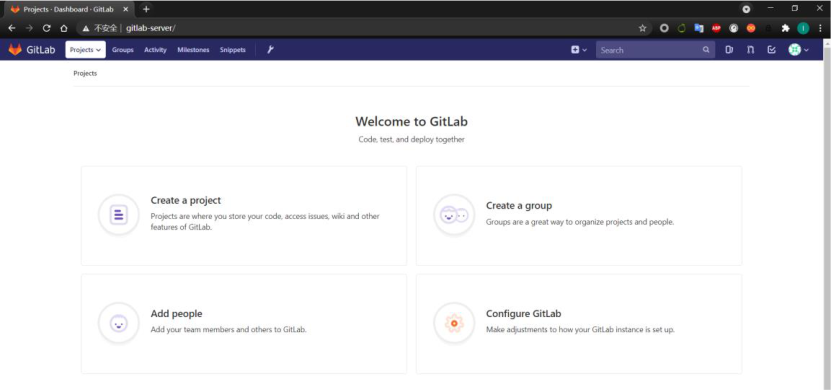 Projects · Dashboard · GitLab
不安全 | gitlab-server/
GitLab Projects Groups Activity Milestones Snippets Search
Projects
Welcome to GitLab
Code, test, and deploy together
Create a project
Projects are where you store your code, access issues, wiki and other
features of GitLab.
Create a group
Groups are a great way to organize projects and people.
Add people
Add your team members and others to GitLab.
Configure GitLab
Make adjustments to how your GitLab instance is set up.